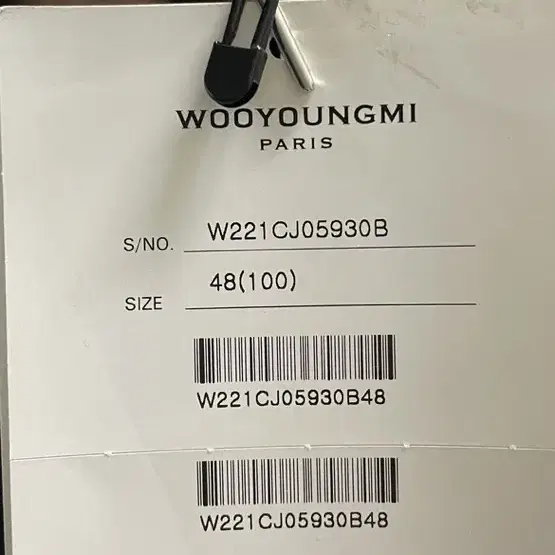 WOOYOUNGMI
PARIS
S/NO. W221CJ05930B
SIZE 48(100)
W221CJ05930B48
W221CJ05930B48